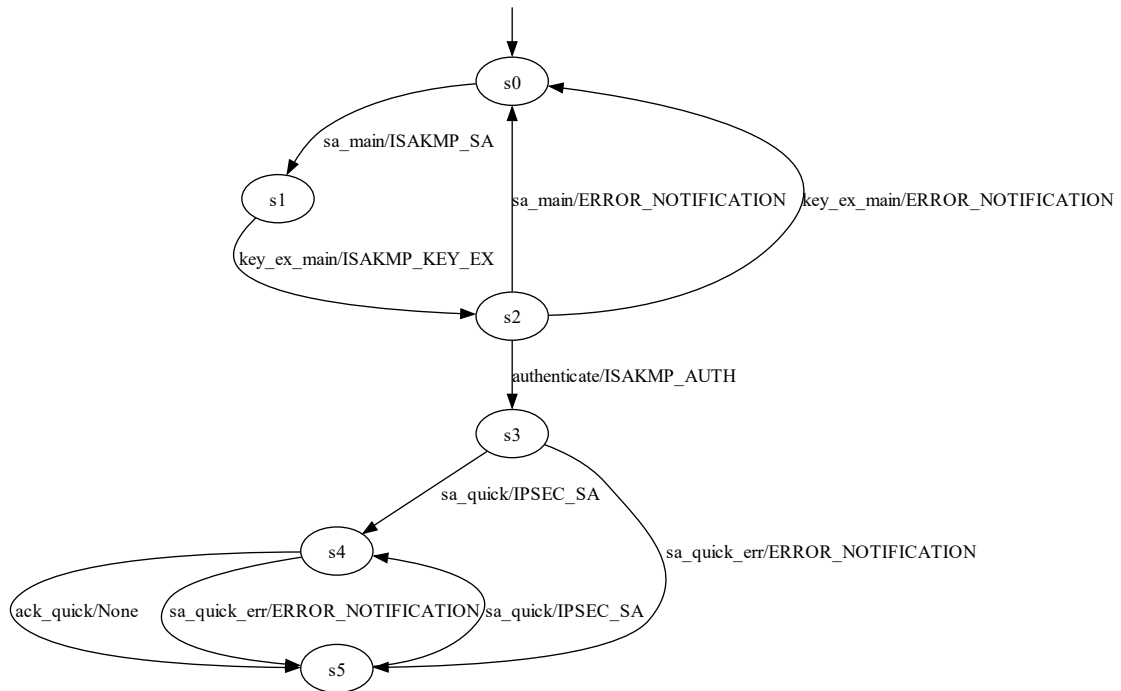 s0
sa_main/ISAKMP_SA
s1
sa_main/ERROR_NOTIFICATION
key_ex_main/ERROR_NOTIFICATION
key_ex_main/ISAKMP_KEY_EX
s2
authenticate/ISAKMP_AUTH
s3
sa_quick/IPSEC_SA
s4
sa_quick_err/ERROR_NOTIFICATION
ack_quick/None
sa_quick_err/ERROR_NOTIFICATION
sa_quick/IPSEC_SA
s5